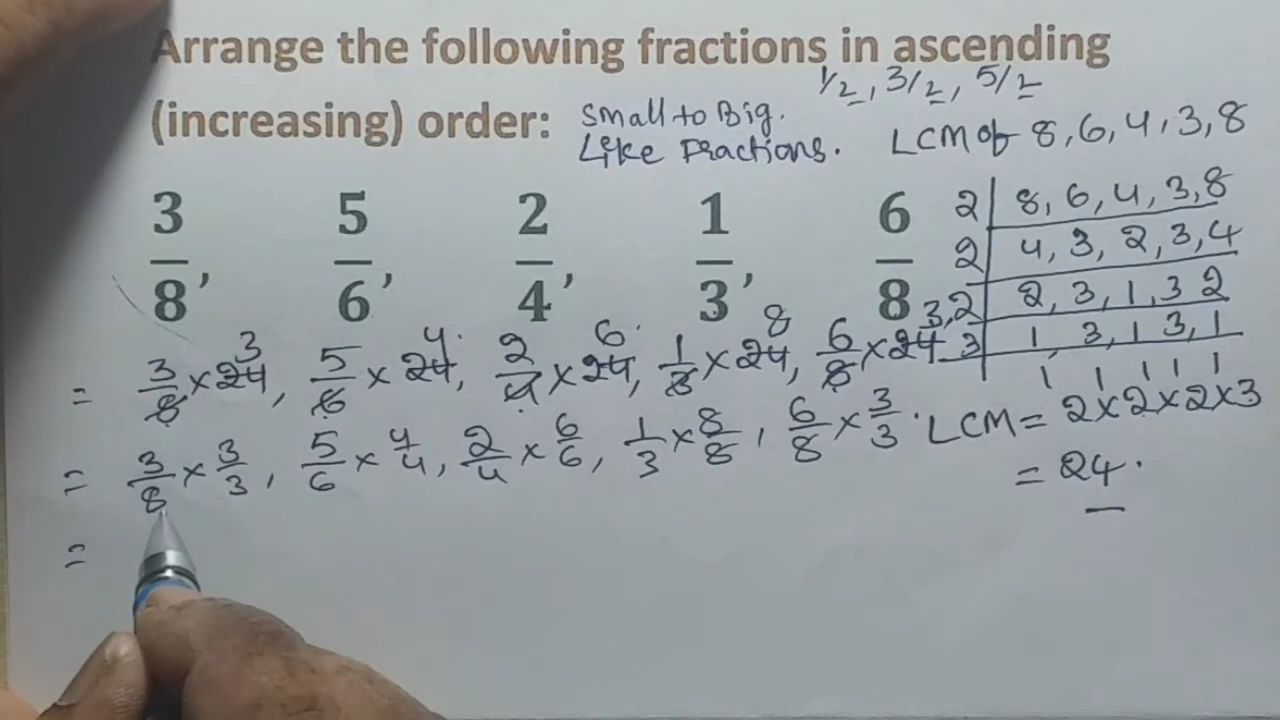 Arrange the following fractions in ascending
(increasing) order:
1/2, 3/2, 5/2
Small to Big.
Like Fractions.
LCM of 8, 6, 4, 3, 8
3/8, 5/6, 2/4, 1/3, 6/8
2 | 8, 6, 4, 3, 8
2 | 4, 3, 2, 3, 4
3,2 | 2, 3, 1, 3 2
3 | 1, 3, 1 3, 1
1 1 1 1 1
LCM = 2×2×2×3
= 24.
3 4. 6. 8
= 3/8 × 24, 5/6 × 24, 2/4 × 24, 1/3 × 24, 6/8 × 24
= 3/8 × 3/3, 5/6 × 4/4, 2/4 × 6/6, 1/3 × 8/8, 6/8 × 3/3.
=